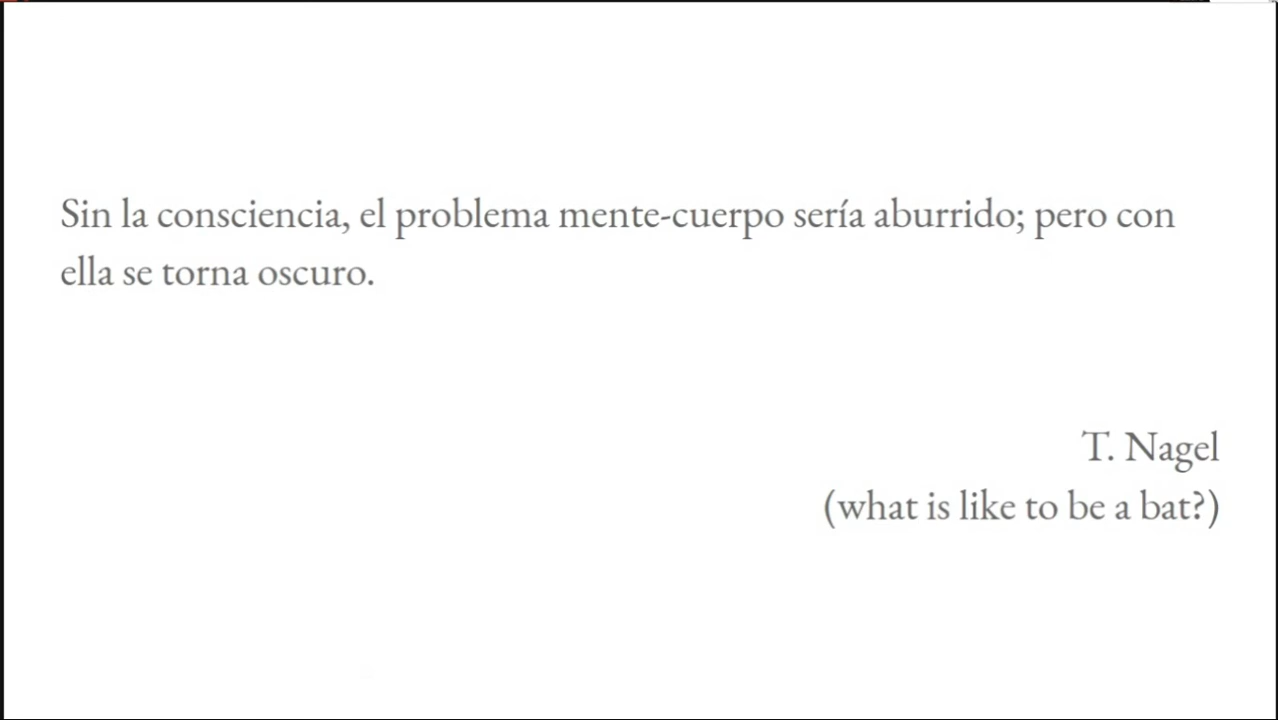 Sin la consciencia, el problema mente-cuerpo sería aburrido; pero con
ella se torna oscuro.
T. Nagel
(what is like to be a bat?)